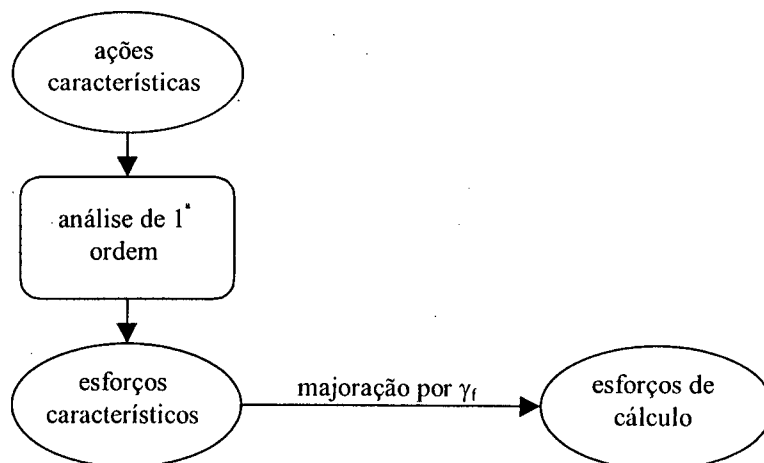 ações
características
análise de 1ª
ordem
esforços
característicos
majoração por γf
esforços de
cálculo